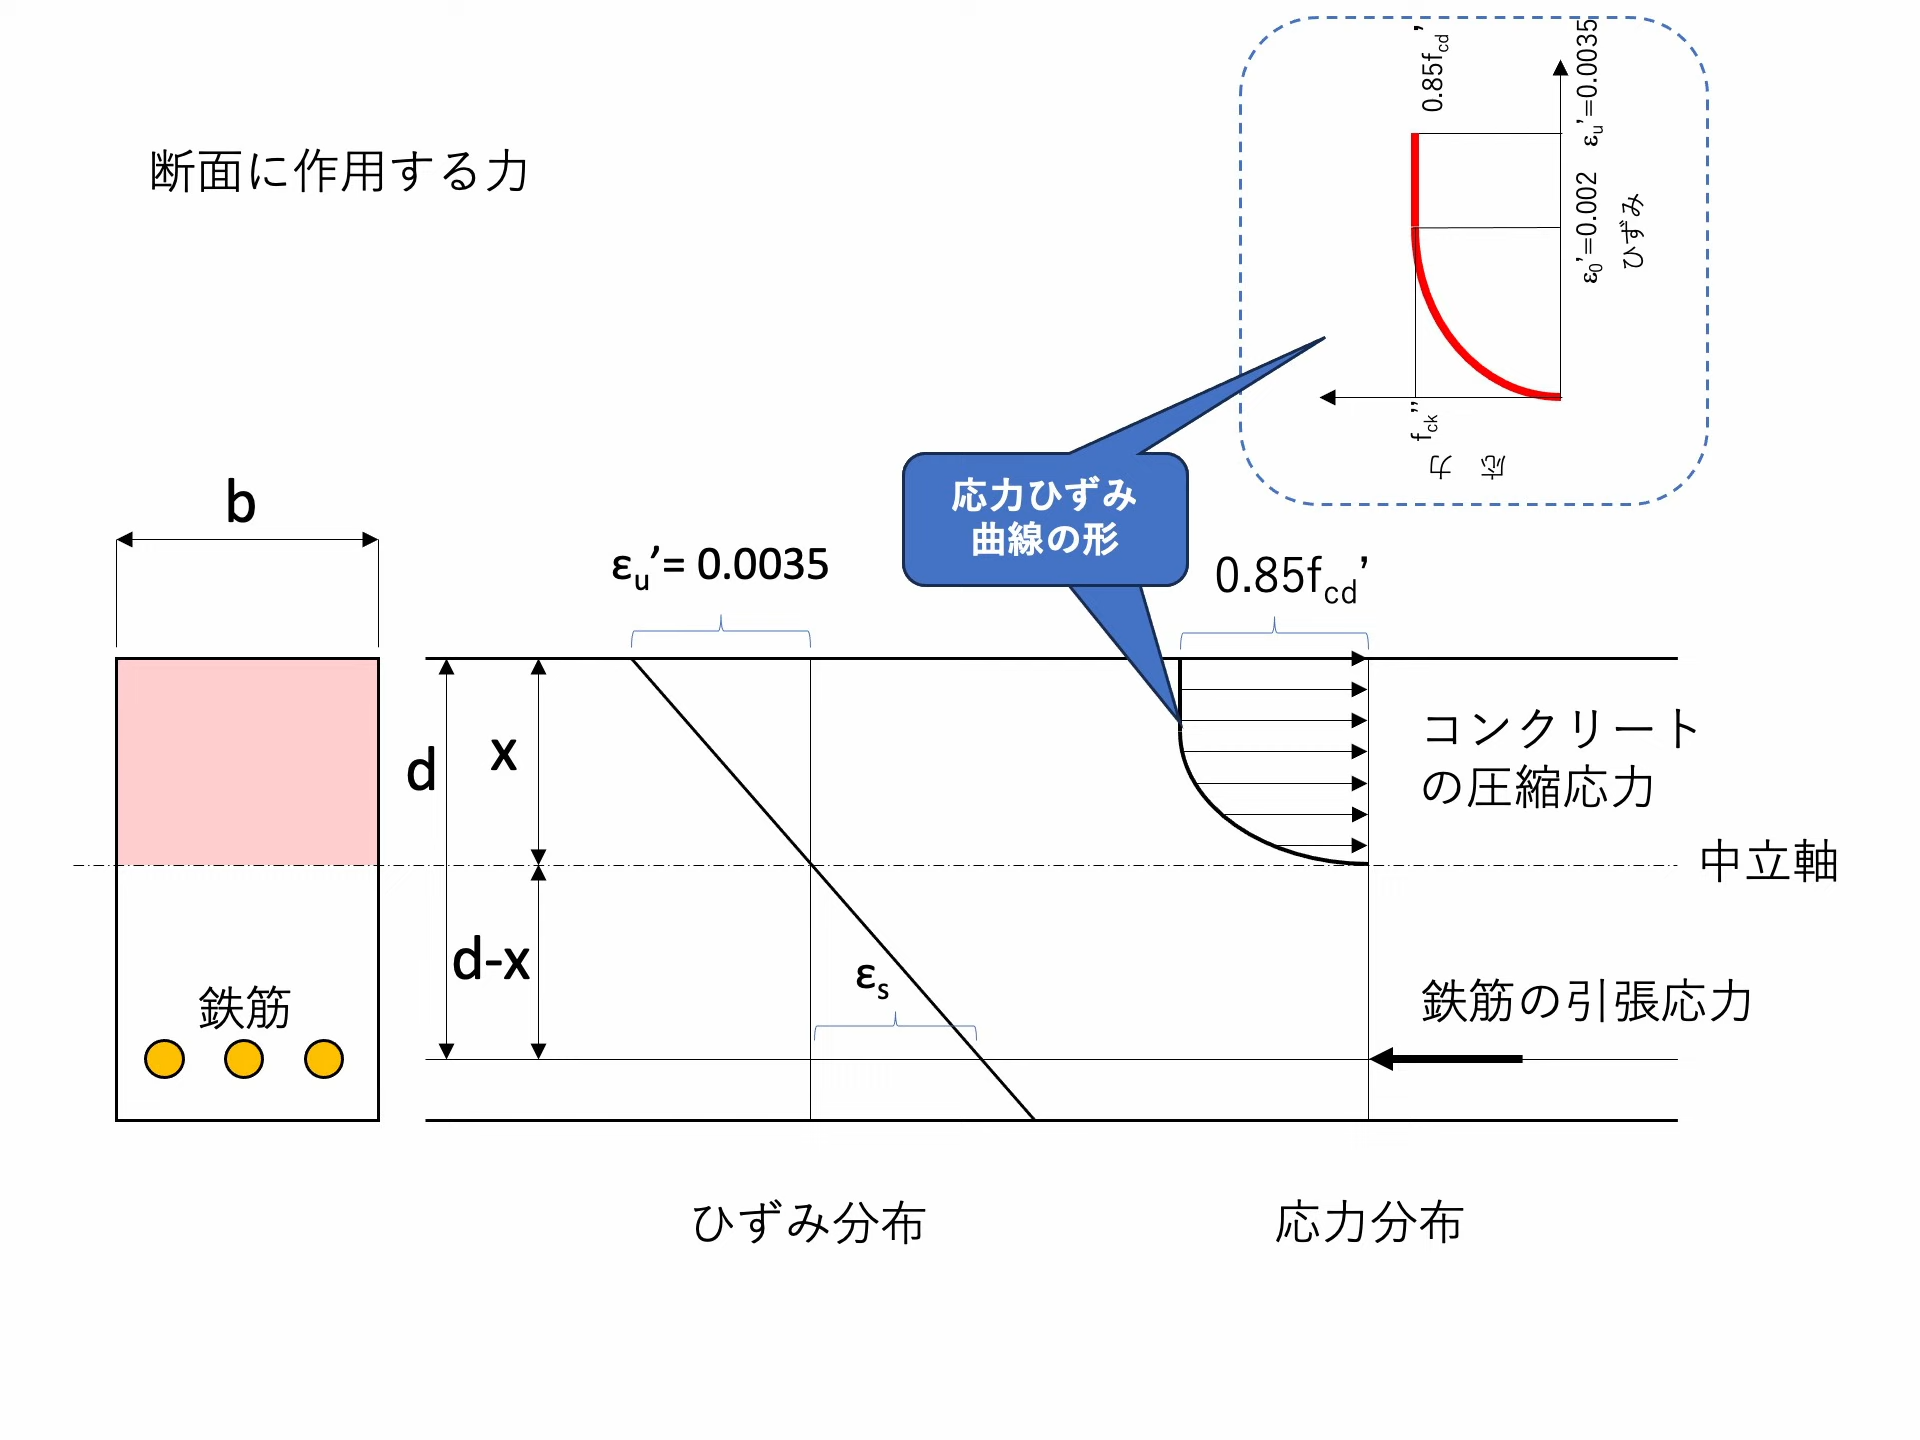 断面に作用する力
0.85fcd'
εu'=0.0035
ε0'=0.002
ひずみ
fck''
応力
b
εu'= 0.0035
応力ひずみ
曲線の形
0.85fcd'
d
x
コンクリート
の圧縮応力
中立軸
d-x
εs
鉄筋
鉄筋の引張応力
ひずみ分布
応力分布